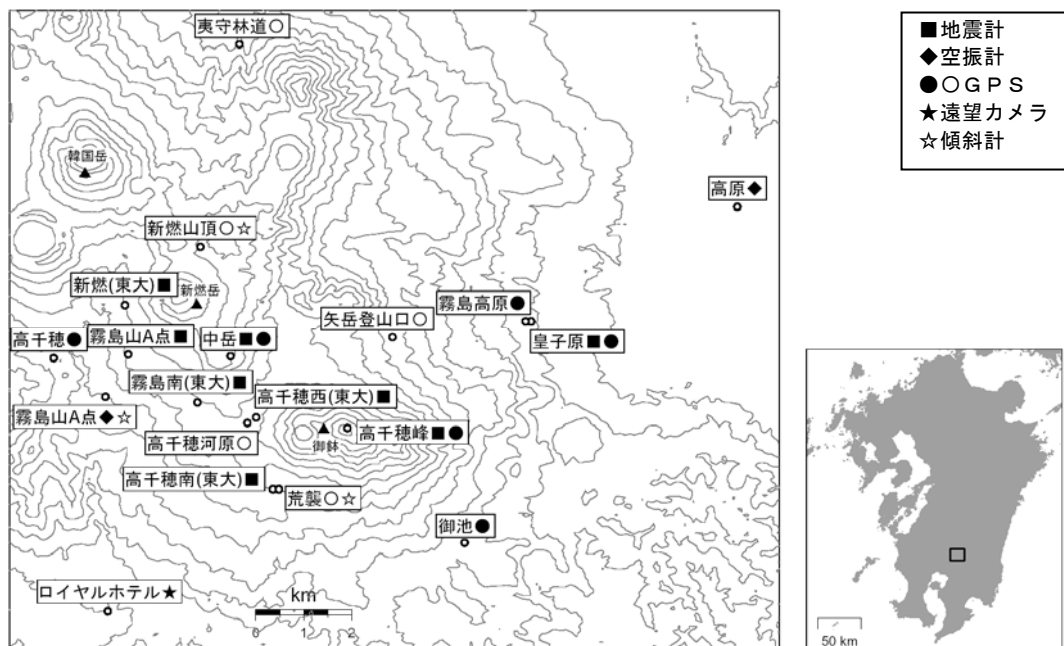 夷守林道○
韓国岳
高原◆
新燃山頂○☆
新燃(東大)■
新燃岳
矢岳登山口○
霧島高原●
皇子原■●
高千穂●
霧島山A点■
中岳■●
霧島南(東大)■
高千穂西(東大)■
霧島山A点◆☆
高千穂河原○
御鉢
高千穂峰■●
高千穂南(東大)■
荒襲○☆
御池●
ロイヤルホテル★
km
0 1 2
■地震計
◆空振計
●○GPS
★遠望カメラ
☆傾斜計
50 km